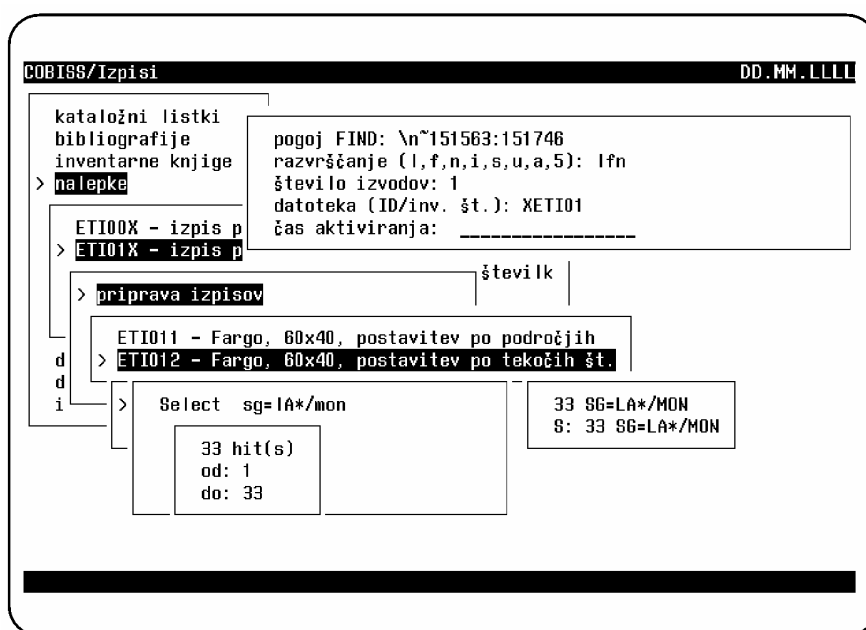 COBISS/Izpisi DD.MM.LLLL
kataložni listki
bibliografije
inventarne knjige
> nalepke
pogoj FIND: \n~151563:151746
razvrščanje (l,f,n,i,s,u,a,5): lfn
število izvodov: 1
datoteka (ID/inv. št.): XETI01
čas aktiviranja: _________________
ETI00X - izpis p
> ETI01X - izpis p
številk
> priprava izpisov
ETI011 - Fargo, 60x40, postavitev po področjih
d > ETI012 - Fargo, 60x40, postavitev po tekočih št.
d
i > Select sg=lA*/mon
33 SG=LA*/MON
S: 33 SG=LA*/MON
33 hit(s)
od: 1
do: 33